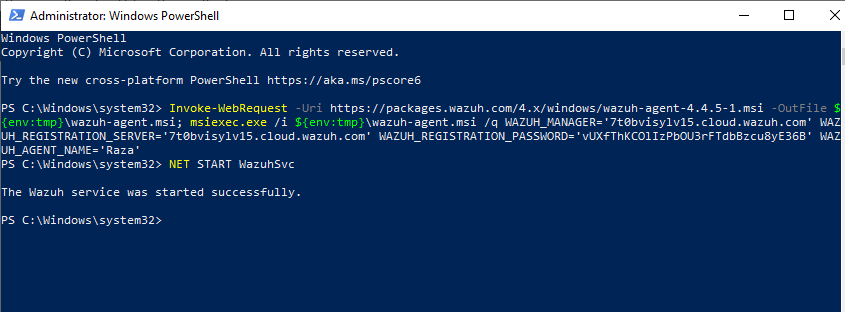 Administrator: Windows PowerShell
Windows PowerShell
Copyright (C) Microsoft Corporation. All rights reserved.
Try the new cross-platform PowerShell https://aka.ms/pscore6
PS C:\Windows\system32> Invoke-WebRequest -Uri https://packages.wazuh.com/4.x/windows/wazuh-agent-4.4.5-1.msi -OutFile $
{env:tmp}\wazuh-agent.msi; msiexec.exe /i ${env:tmp}\wazuh-agent.msi /q WAZUH_MANAGER='7t0bvisylv15.cloud.wazuh.com' WAZ
UH_REGISTRATION_SERVER='7t0bvisylv15.cloud.wazuh.com' WAZUH_REGISTRATION_PASSWORD='vUXfThKCOlIzPbOU3rFTdbBzcu8yE36B' WAZ
UH_AGENT_NAME='Raza'
PS C:\Windows\system32> NET START WazuhSvc
The Wazuh service was started successfully.
PS C:\Windows\system32>